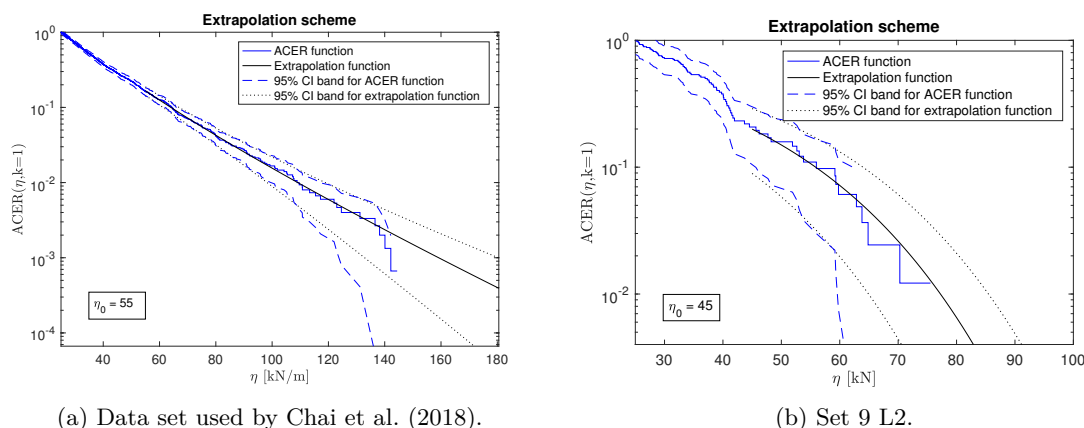 Extrapolation scheme
10^0
10^-1
10^-2
10^-3
10^-4
ACER(η,k=1)
ACER function
Extrapolation function
95% CI band for ACER function
95% CI band for extrapolation function
η_0 = 55
40 60 80 100 120 140 160 180
η [kN/m]
(a) Data set used by Chai et al. (2018).
Extrapolation scheme
10^0
10^-1
10^-2
ACER(η,k=1)
ACER function
Extrapolation function
95% CI band for ACER function
95% CI band for extrapolation function
η_0 = 45
30 40 50 60 70 80 90 100
η [kN]
(b) Set 9 L2.